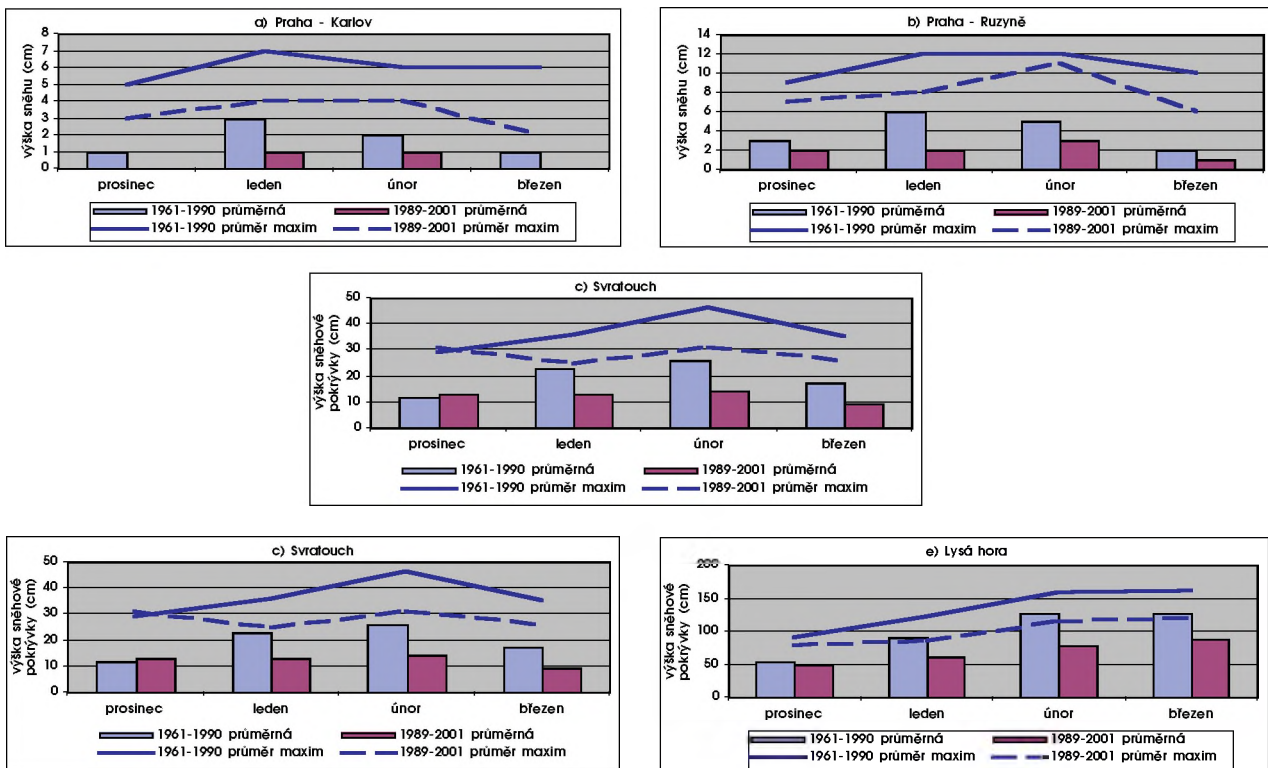 a) Praha - Karlov
výška sněhu (cm)
8
7
6
5
4
3
2
1
0
prosinec leden únor březen
1961-1990 průměrná 1989-2001 průměrná
1961-1990 průměr maxim 1989-2001 průměr maxim
b) Praha - Ruzyně
výška sněhu (cm)
14
12
10
8
6
4
2
0
prosinec leden únor březen
1961-1990 průměrná 1989-2001 průměrná
1961-1990 průměr maxim 1989-2001 průměr maxim
c) Svratouch
výška sněhové
pokrývky (cm)
50
40
30
20
10
0
prosinec leden únor březen
1961-1990 průměrná 1989-2001 průměrná
1961-1990 průměr maxim 1989-2001 průměr maxim
c) Svratouch
výška sněhové
pokrývky (cm)
50
40
30
20
10
0
prosinec leden únor březen
1961-1990 průměrná 1989-2001 průměrná
1961-1990 průměr maxim 1989-2001 průměr maxim
e) Lysá hora
výška sněhové
pokrývky (cm)
200
150
100
50
0
prosinec leden únor březen
1961-1990 průměrná 1989-2001 průměrná
1961-1990 průměr maxim 1989-2001 průměr maxim